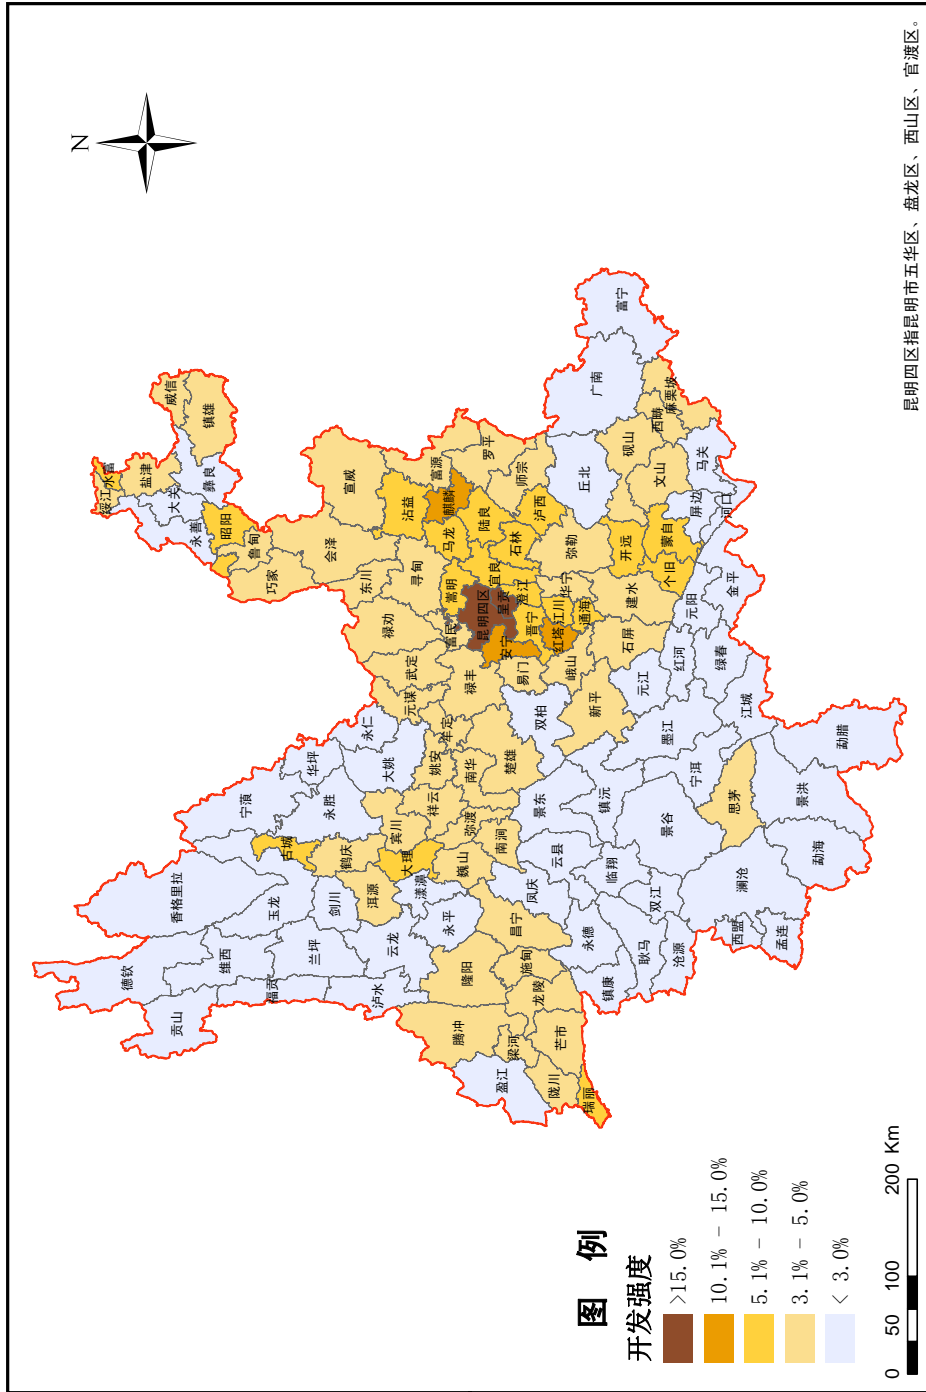 N
绥江
水富
盐津
威信
镇雄
大关
彝良
永善
昭阳
鲁甸
巧家
会泽
宣威
东川
寻甸
沾益
富源
麒麟
马龙
罗平
陆良
师宗
禄劝
嵩明
宜良
石林
泸西
富民
昆明四区
呈贡
澄江
安宁
晋宁
江川
华宁
弥勒
丘北
广南
富宁
武定
元谋
禄丰
易门
红塔
通海
峨山
建水
开远
砚山
西畴
麻栗坡
文山
马关
蒙自
个旧
屏边
河口
石屏
元阳
金平
永仁
华坪
大姚
牟定
姚安
南华
楚雄
双柏
新平
元江
红河
绿春
墨江
江城
宁蒗
永胜
古城
鹤庆
宾川
祥云
弥渡
大理
巍山
南涧
景东
镇沅
宁洱
景谷
思茅
勐腊
景洪
勐海
香格里拉
玉龙
剑川
洱源
漾濞
永平
云龙
兰坪
维西
德钦
贡山
福贡
泸水
凤庆
云县
临翔
双江
澜沧
昌宁
永德
耿马
沧源
西盟
孟连
镇康
隆阳
施甸
龙陵
腾冲
梁河
芒市
盈江
陇川
瑞丽
图 例
开发强度
>15.0%
10.1% - 15.0%
5.1% - 10.0%
3.1% - 5.0%
< 3.0%
0 50 100 200 Km
昆明四区指昆明市五华区、盘龙区、西山区、官渡区。